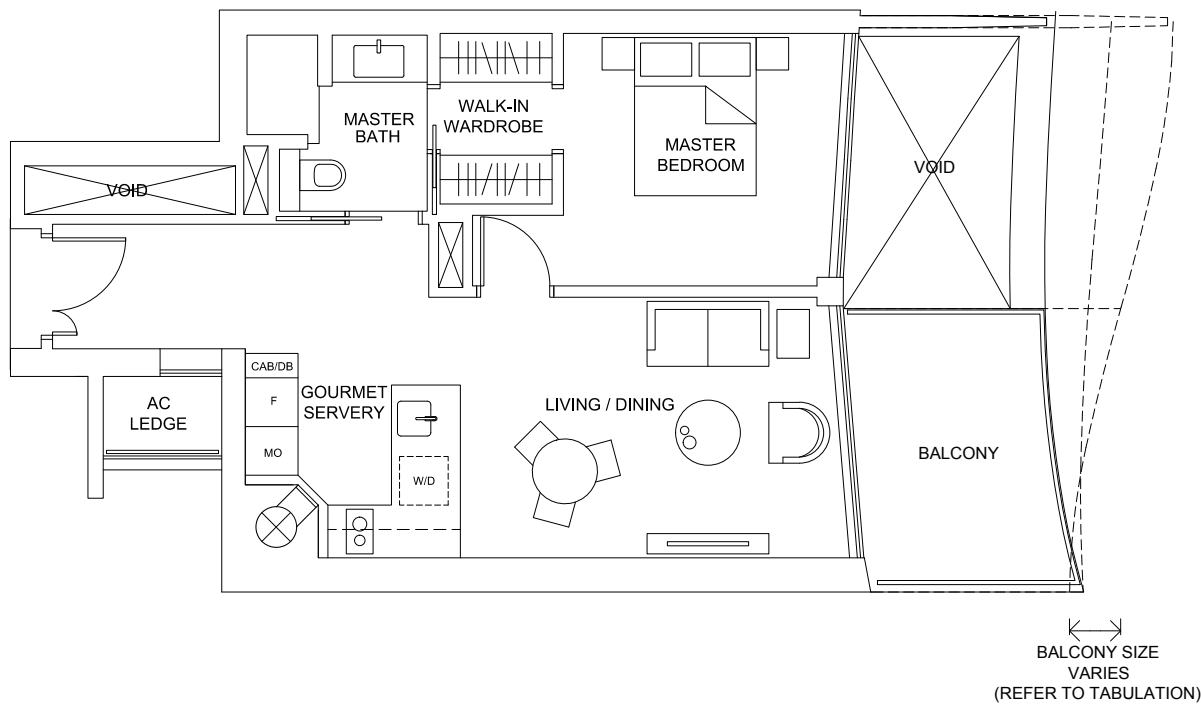 MASTER
BATH
WALK-IN
WARDROBE
MASTER
BEDROOM
VOID
VOID
CAB/DB
F
MO
GOURMET
SERVERY
AC
LEDGE
W/D
LIVING / DINING
BALCONY
BALCONY SIZE
VARIES
(REFER TO TABULATION)